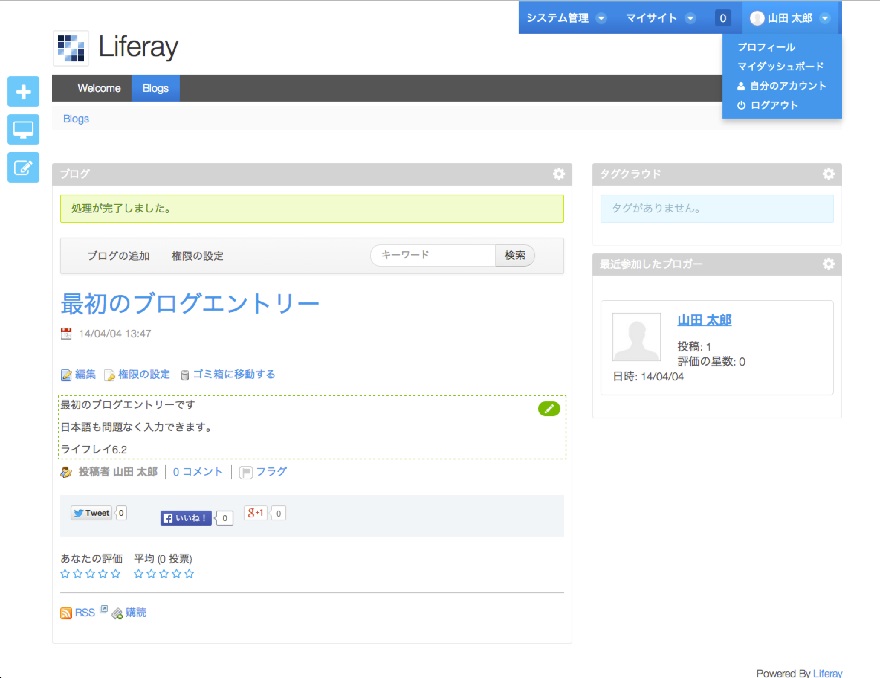 システム管理 マイサイト 0 山田 太郎
プロフィール
マイダッシュボード
自分のアカウント
ログアウト
Liferay
Welcome Blogs
Blogs
ブログ
処理が完了しました。
ブログの追加 権限の設定 キーワード 検索
最初のブログエントリー
14/04/04 13:47
編集 権限の設定 ゴミ箱に移動する
最初のブログエントリーです
日本語も問題なく入力できます。
ライフレイ6.2
投稿者 山田 太郎 0 コメント フラグ
Tweet 0 いいね! 0 g+1 0
あなたの評価 平均 (0 投票)
RSS 購読
タグクラウド
タグがありません。
最近参加したブロガー
山田 太郎
投稿: 1
評価の星数: 0
日時: 14/04/04
Powered By Liferay